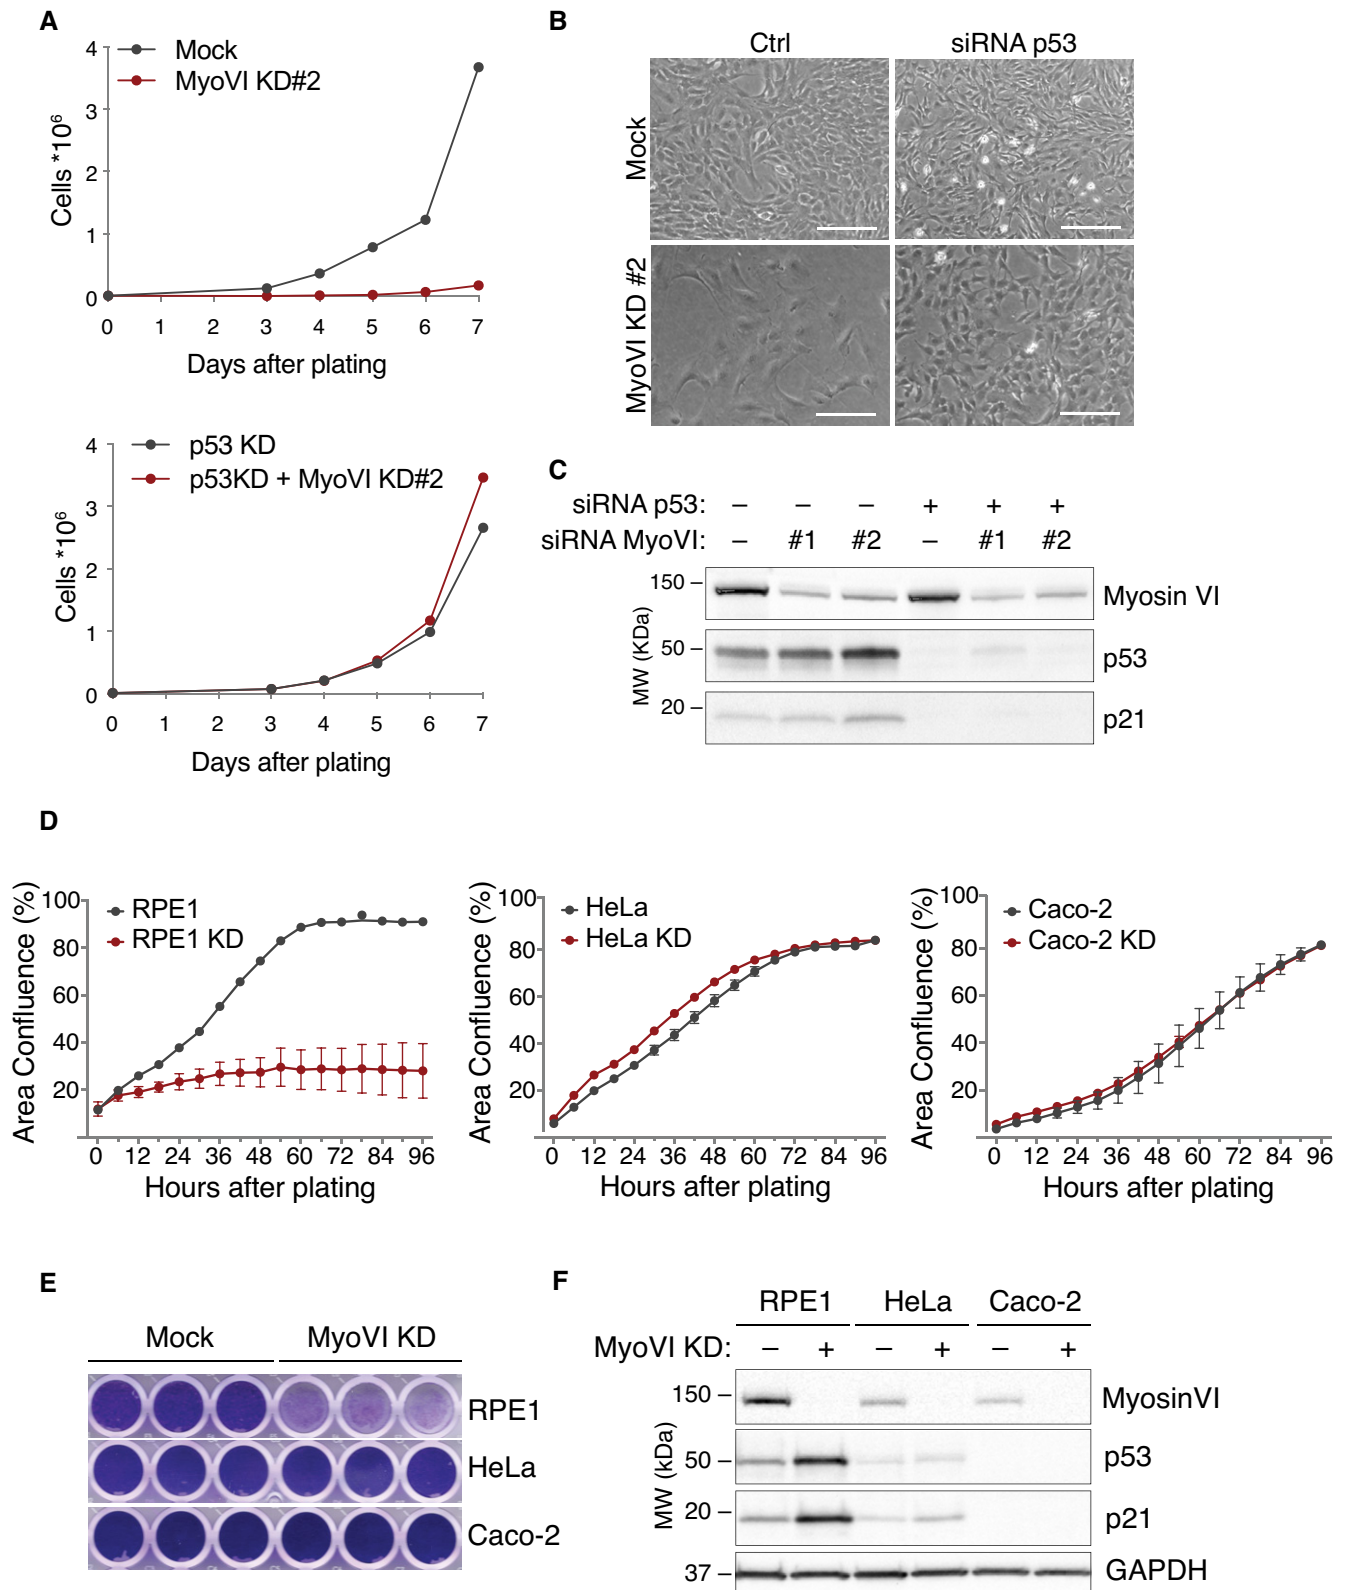 A
4
3
2
1
0
Cells *10⁶
Mock
MyoVI KD#2
0 1 2 3 4 5 6 7
Days after plating
4
3
2
1
0
Cells *10⁶
p53 KD
p53KD + MyoVI KD#2
0 1 2 3 4 5 6 7
Days after plating
B
Ctrl siRNA p53
Mock
MyoVI KD #2
C
siRNA p53: – – – + + +
siRNA MyoVI: – #1 #2 – #1 #2
MW (KDa)
150 – Myosin VI
50 – p53
20 – p21
D
Area Confluence (%)
100
80
60
40
20
RPE1
RPE1 KD
0 12 24 36 48 60 72 84 96
Hours after plating
Area Confluence (%)
100
80
60
40
20
HeLa
HeLa KD
0 12 24 36 48 60 72 84 96
Hours after plating
Area Confluence (%)
100
80
60
40
20
Caco-2
Caco-2 KD
0 12 24 36 48 60 72 84 96
Hours after plating
E
Mock MyoVI KD
RPE1
HeLa
Caco-2
F
RPE1 HeLa Caco-2
MyoVI KD: – + – + – +
MW (kDa)
150 – MyosinVI
50 – p53
20 – p21
37 – GAPDH